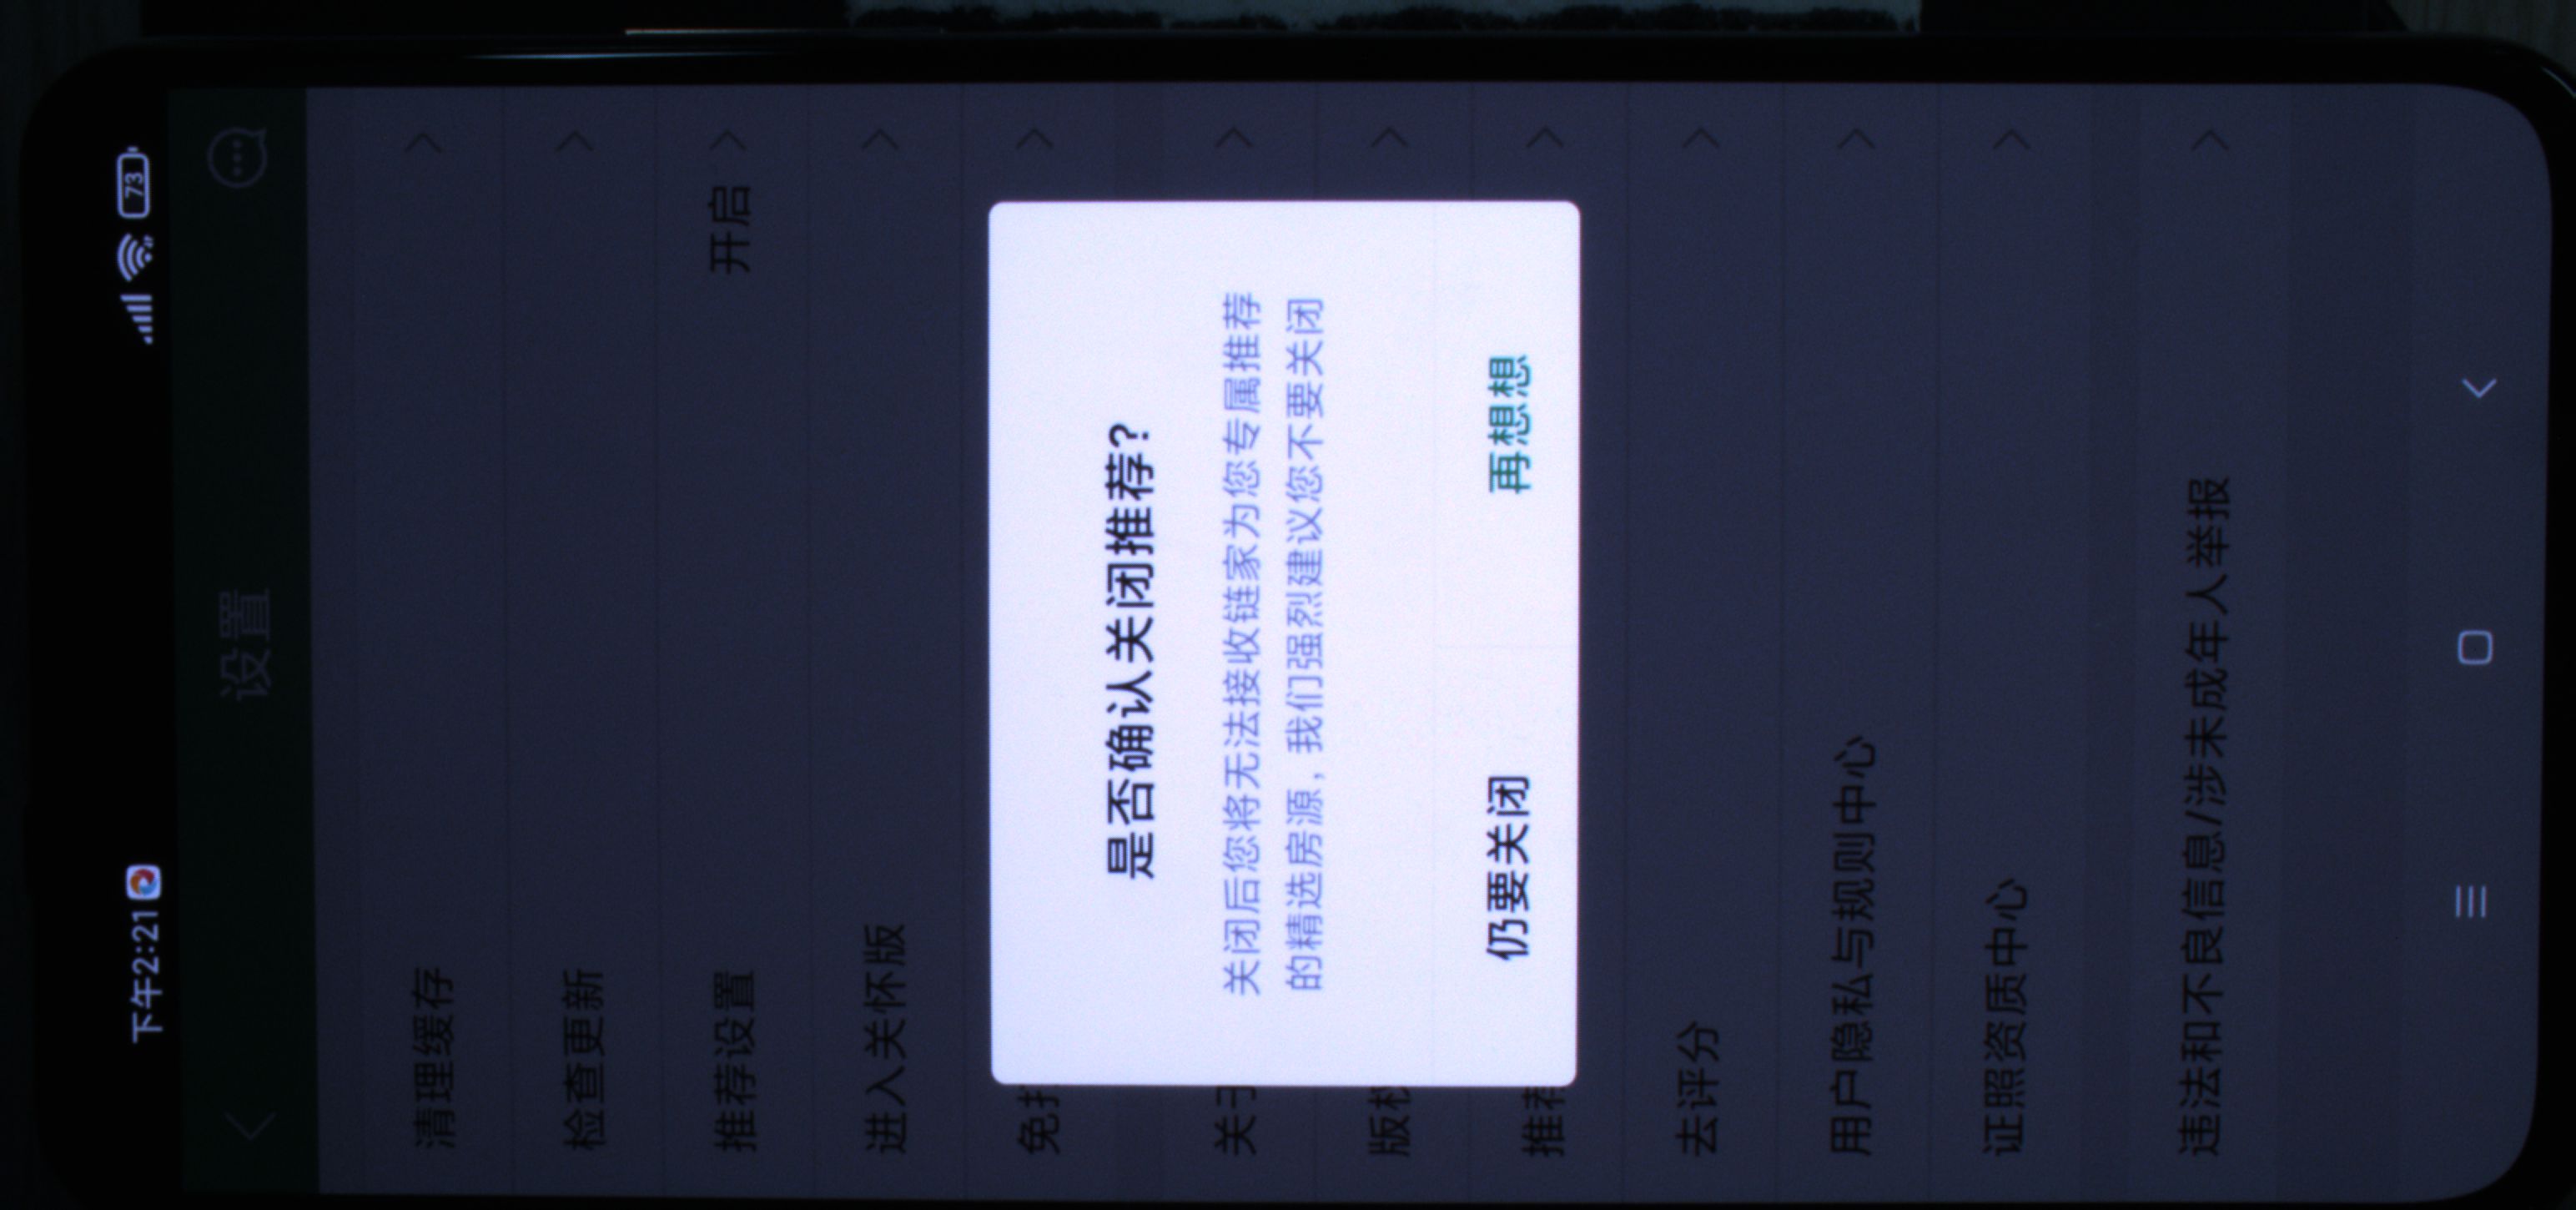 下午2:21
73
设置
清理缓存
检查更新
推荐设置 开启
进入关怀版
免
是否确认关闭推荐?
关闭后您将无法接收链家为您专属推荐
的精选房源,我们强烈建议您不要关闭
仍要关闭 再想想
关于
版权
推荐
去评分
用户隐私与规则中心
证照资质中心
违法和不良信息/涉未成年人举报